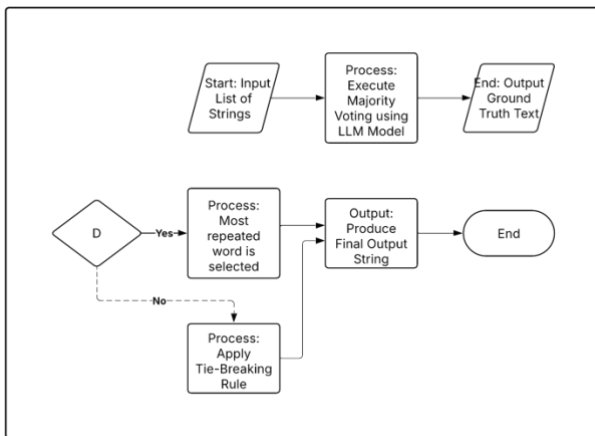 Start: Input
List of
Strings
Process:
Execute
Majority
Voting using
LLM Model
End: Output
Ground
Truth Text
D
Yes
Process:
Most
repeated
word is
selected
Output:
Produce
Final Output
String
End
No
Process:
Apply
Tie-Breaking
Rule